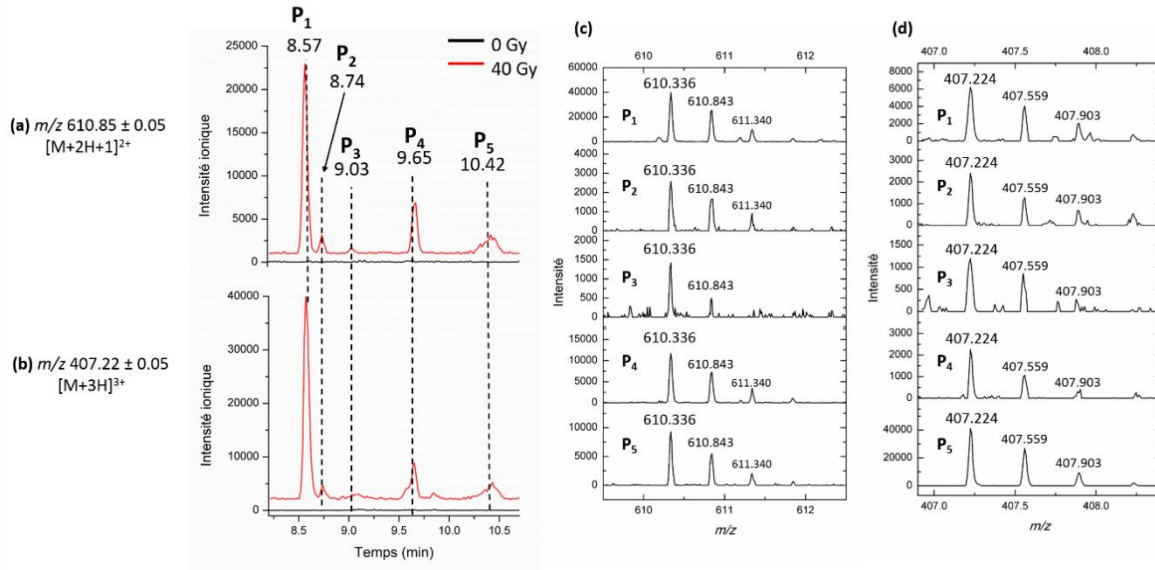 (a) m/z 610.85 ± 0.05
[M+2H+1]²⁺
(b) m/z 407.22 ± 0.05
[M+3H]³⁺
P₁
8.57
P₂
8.74
P₃
9.03
P₄
9.65
P₅
10.42
0 Gy
40 Gy
Intensité ionique
25000
20000
15000
10000
5000
0
Intensité ionique
40000
30000
20000
10000
0
8.5 9.0 9.5 10.0 10.5
Temps (min)
(c)
610 611 612
Intensité
60000
40000
20000
0
P₁
610.336
610.843
611.340
4000
3000
2000
1000
0
P₂
610.336
610.843
611.340
2000
1500
1000
500
0
P₃
610.336
610.843
20000
15000
10000
5000
0
P₄
610.336
610.843
611.340
15000
10000
5000
0
P₅
610.336
610.843
611.340
610 611 612
m/z
(d)
407.0 407.5 408.0
Intensité
8000
6000
4000
2000
0
P₁
407.224
407.559
407.903
3000
2000
1000
0
P₂
407.224
407.559
407.903
1500
1000
500
0
P₃
407.224
407.559
407.903
3000
2000
1000
0
P₄
407.224
407.559
407.903
60000
40000
20000
0
P₅
407.224
407.559
407.903
407.0 407.5 408.0
m/z